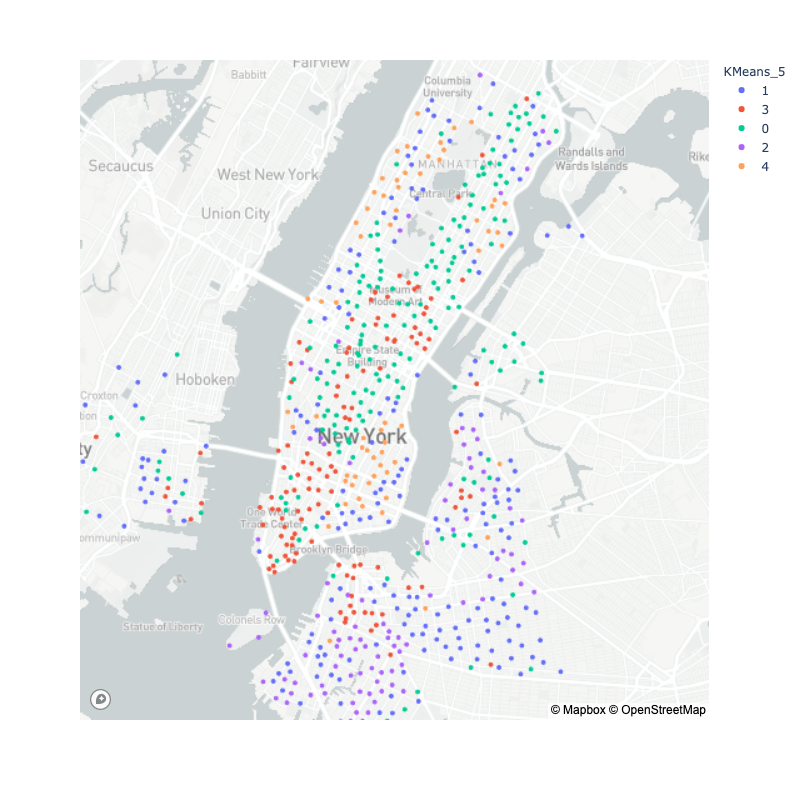 Fairview
Babbitt
KMeans_5
1
3
0
2
4
Columbia
University
Randalls and
Wards Islands
Rike
Secaucus
MANHATTAN
West New York
Central Park
Union City
Museum of
Modern Art
Empire State
Building
Hoboken
Croxton
tion
New York
ty
One World
Trade Center
ommunipaw
Brooklyn Bridge
Colonels Row
Statue of Liberty
© Mapbox © OpenStreetMap